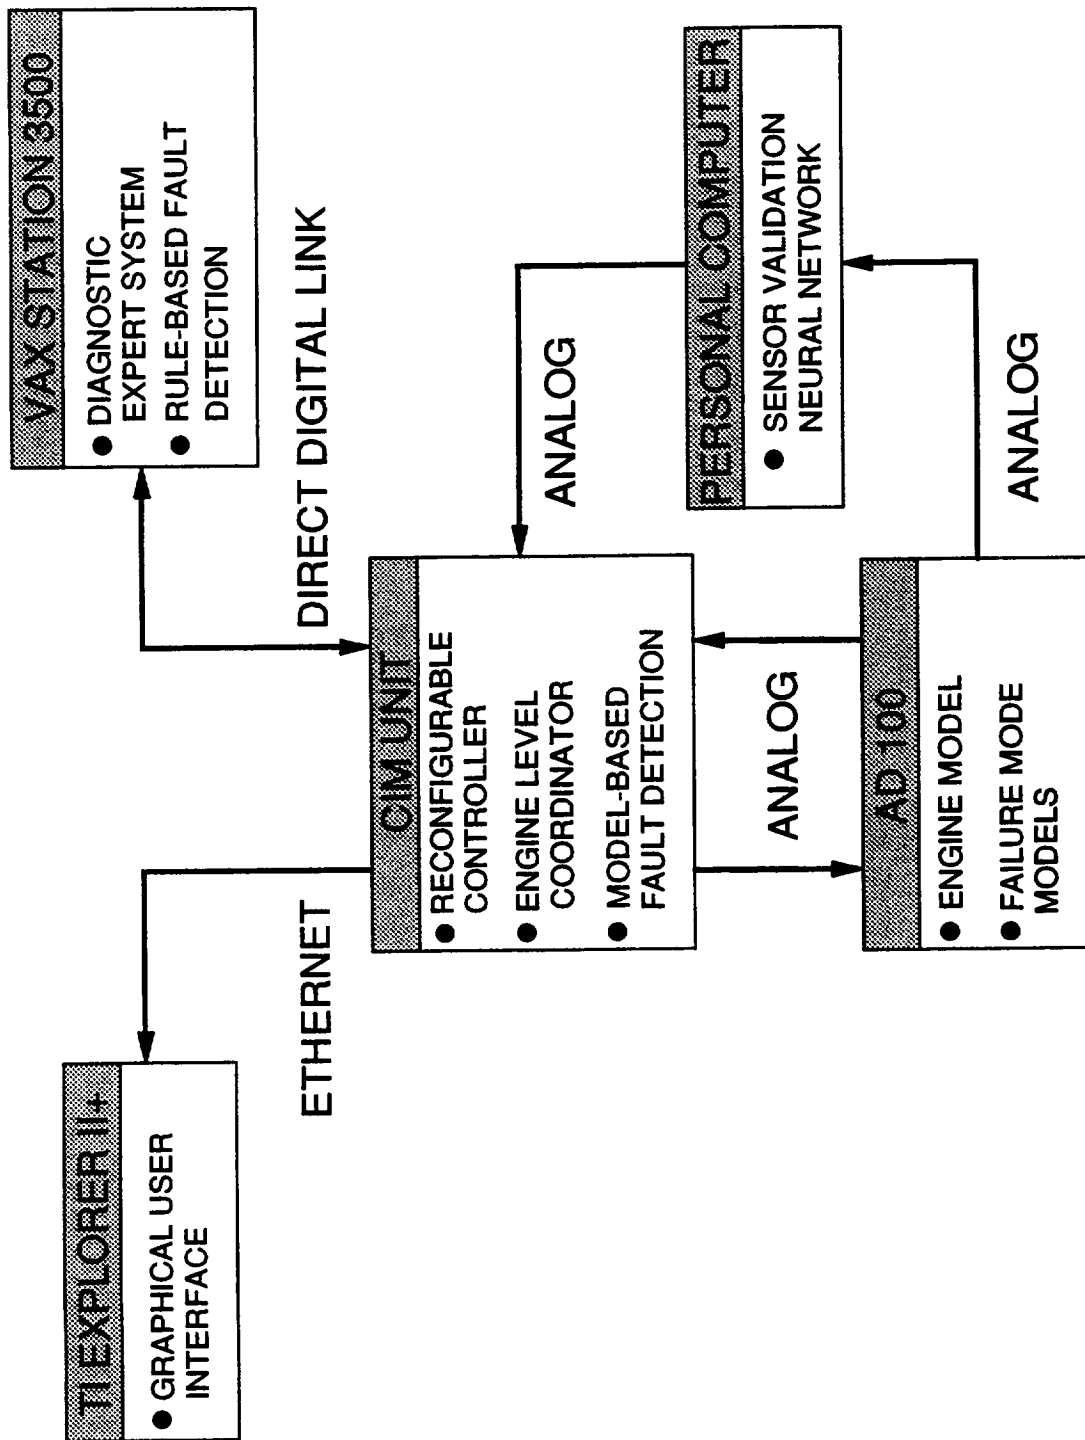 TI EXPLORER II+
● GRAPHICAL USER
INTERFACE
ETHERNET
VAX STATION 3500
● DIAGNOSTIC
EXPERT SYSTEM
● RULE-BASED FAULT
DETECTION
DIRECT DIGITAL LINK
CIM UNIT
● RECONFIGURABLE
CONTROLLER
● ENGINE LEVEL
COORDINATOR
● MODEL-BASED
FAULT DETECTION
ANALOG
PERSONAL COMPUTER
● SENSOR VALIDATION
NEURAL NETWORK
ANALOG
AD 100
● ENGINE MODEL
● FAILURE MODE
MODELS
ANALOG